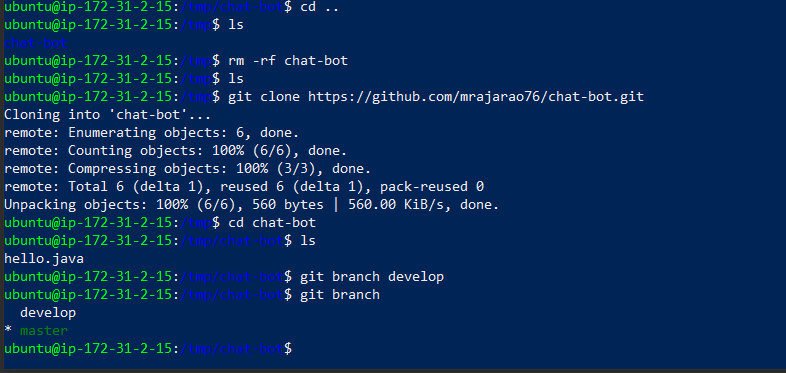 ubuntu@ip-172-31-2-15:/tmp/chat-bot$ cd ..
ubuntu@ip-172-31-2-15:/tmp$ ls
chat-bot
ubuntu@ip-172-31-2-15:/tmp$ rm -rf chat-bot
ubuntu@ip-172-31-2-15:/tmp$ ls
ubuntu@ip-172-31-2-15:/tmp$ git clone https://github.com/mrajarao76/chat-bot.git
Cloning into 'chat-bot'...
remote: Enumerating objects: 6, done.
remote: Counting objects: 100% (6/6), done.
remote: Compressing objects: 100% (3/3), done.
remote: Total 6 (delta 1), reused 6 (delta 1), pack-reused 0
Unpacking objects: 100% (6/6), 560 bytes | 560.00 KiB/s, done.
ubuntu@ip-172-31-2-15:/tmp$ cd chat-bot
ubuntu@ip-172-31-2-15:/tmp/chat-bot$ ls
hello.java
ubuntu@ip-172-31-2-15:/tmp/chat-bot$ git branch develop
ubuntu@ip-172-31-2-15:/tmp/chat-bot$ git branch
  develop
* master
ubuntu@ip-172-31-2-15:/tmp/chat-bot$